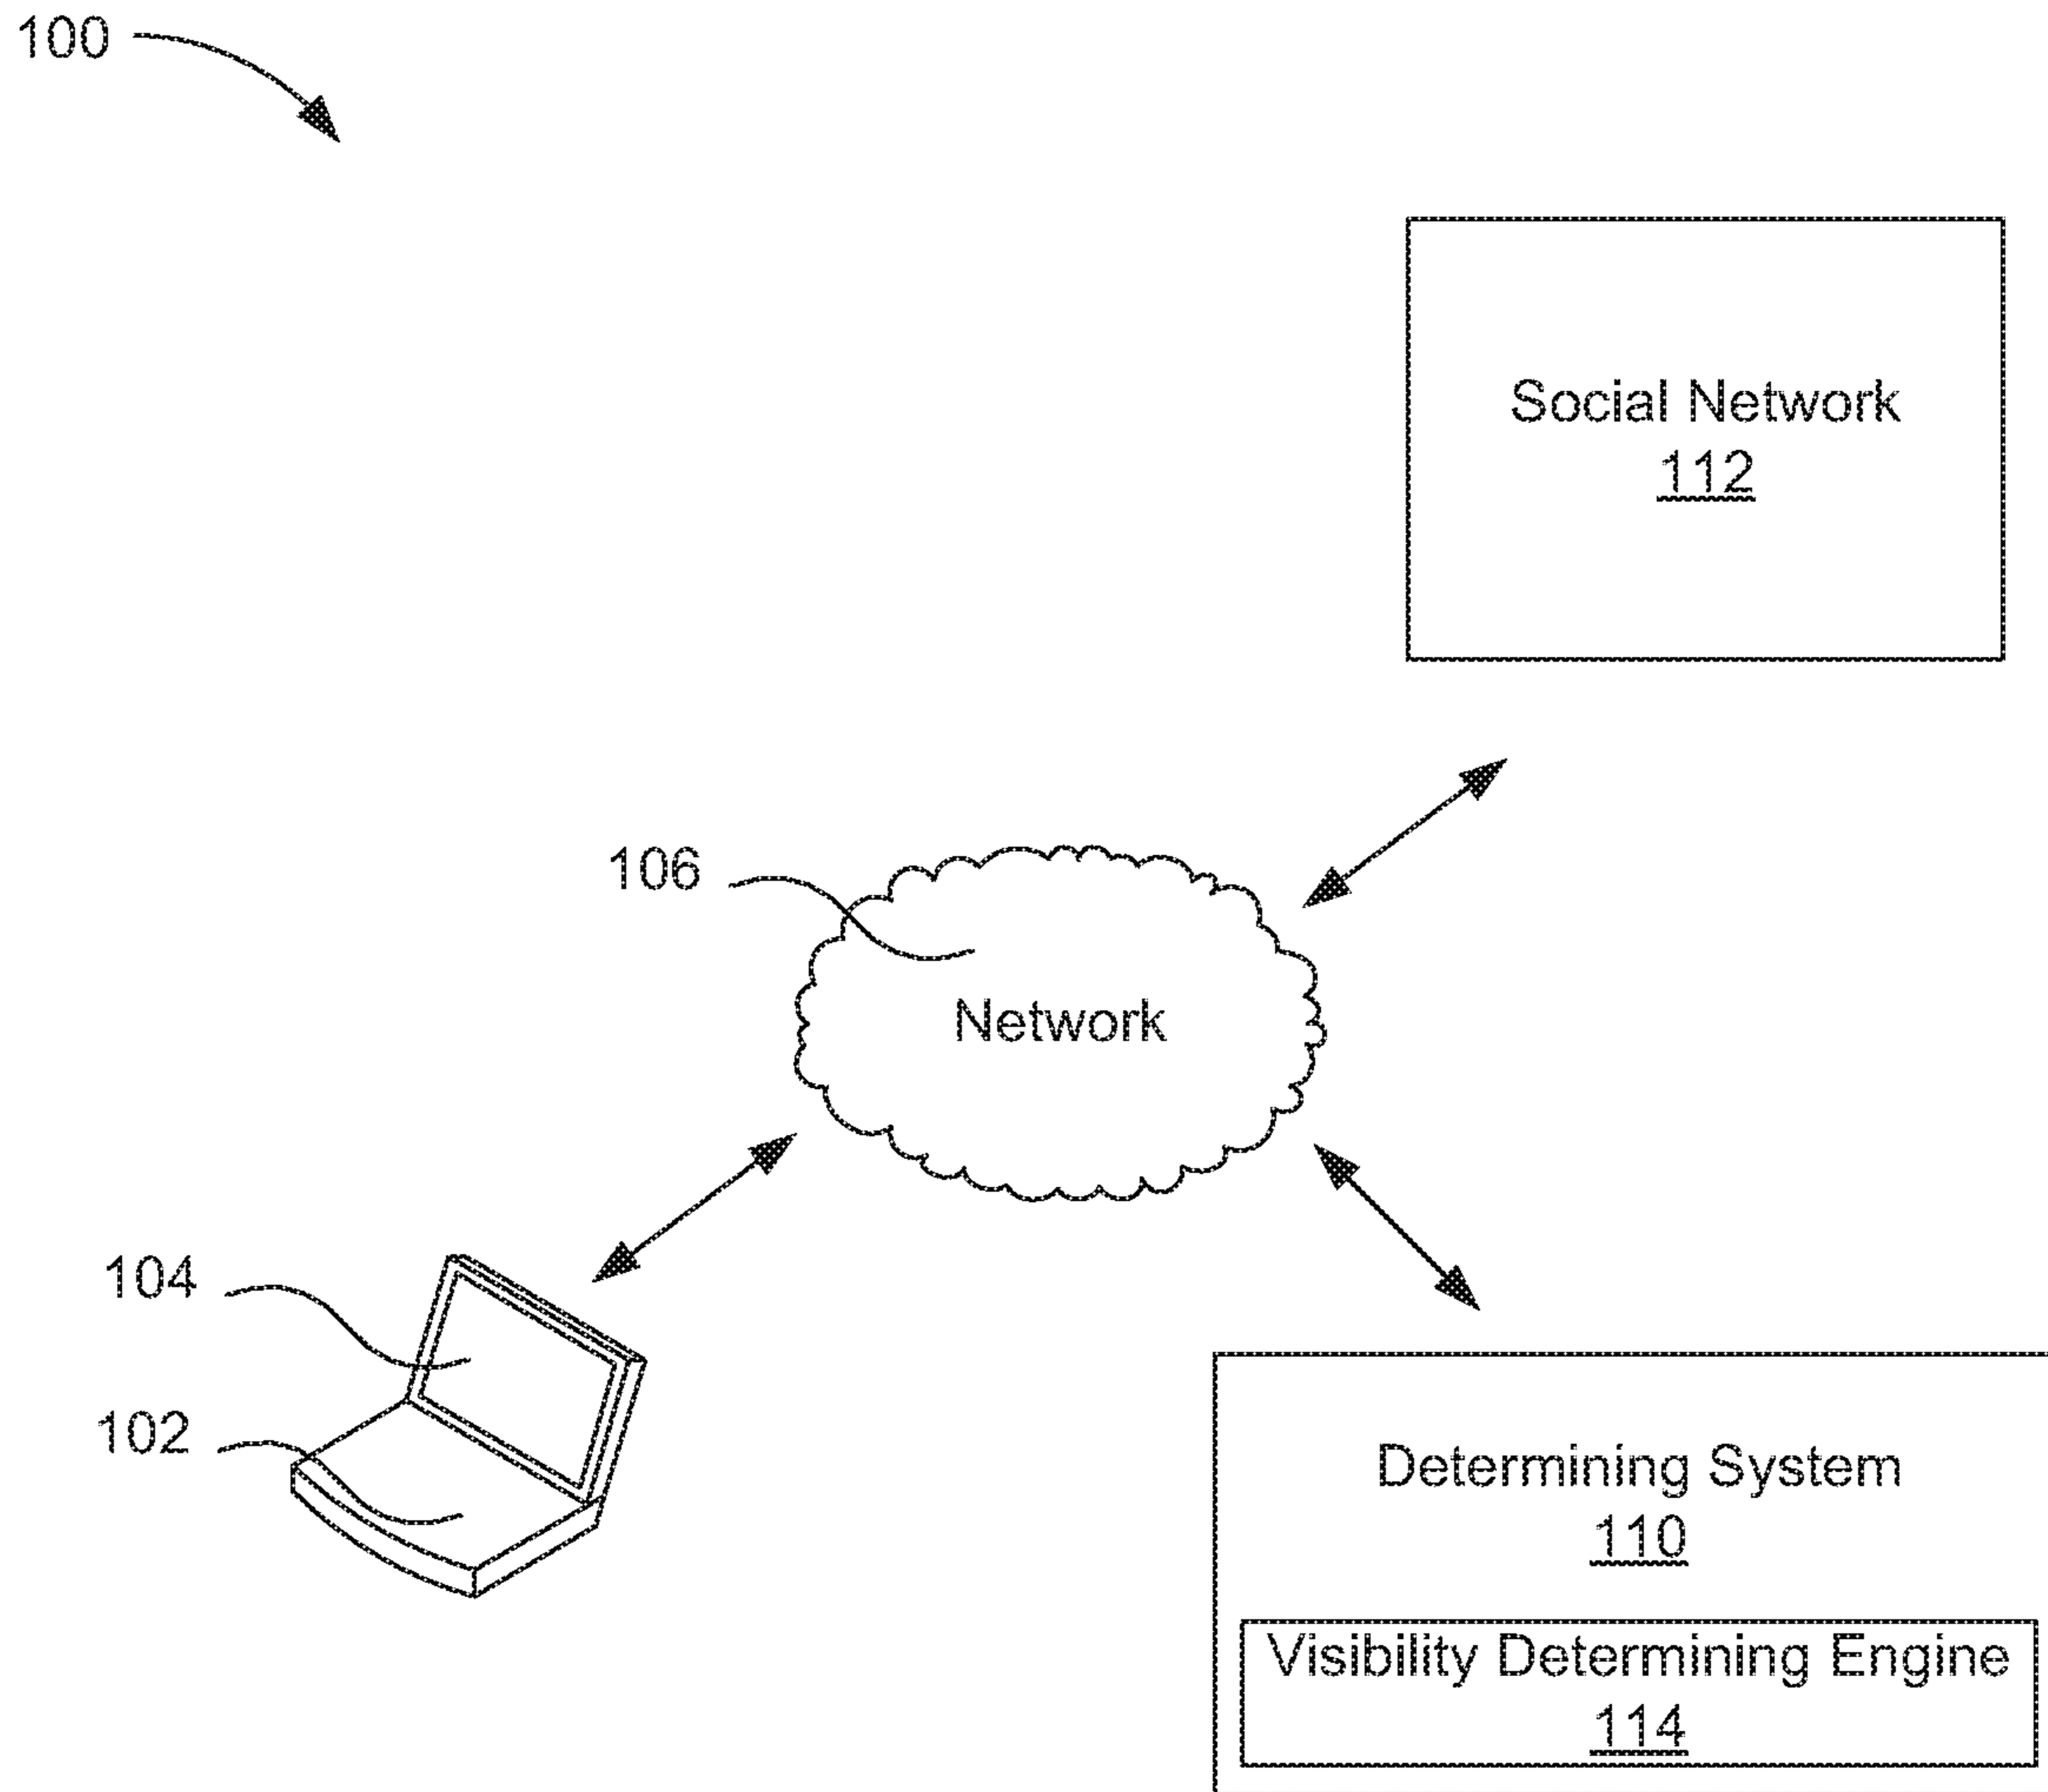 100
Social Network
112
106
Network
104
102
Determining System
110
Visibility Determining Engine
114